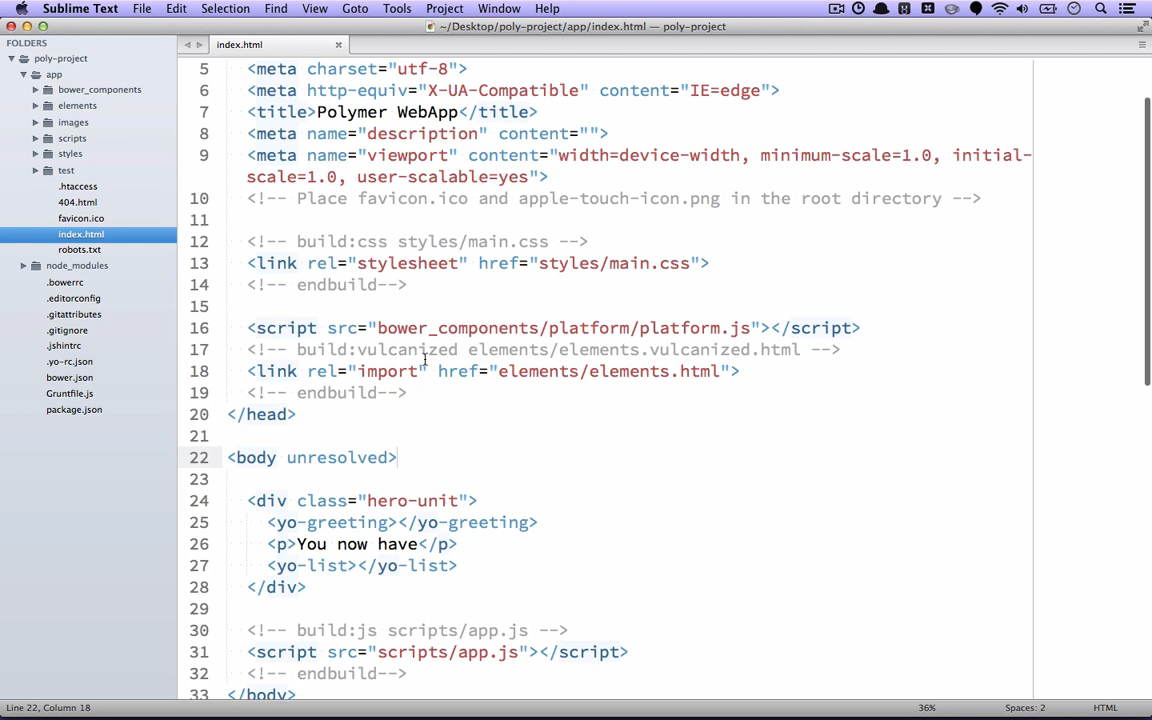 Sublime Text File Edit Selection Find View Goto Tools Project Window Help
~/Desktop/poly-project/app/index.html — poly-project
FOLDERS
poly-project
app
bower_components
elements
images
scripts
styles
test
.htaccess
404.html
favicon.ico
index.html
robots.txt
node_modules
.bowerrc
.editorconfig
.gitattributes
.gitignore
.jshintrc
.yo-rc.json
bower.json
Gruntfile.js
package.json
index.html
5 <meta charset="utf-8">
6 <meta http-equiv="X-UA-Compatible" content="IE=edge">
7 <title>Polymer WebApp</title>
8 <meta name="description" content="">
9 <meta name="viewport" content="width=device-width, minimum-scale=1.0, initial-
scale=1.0, user-scalable=yes">
10 <!-- Place favicon.ico and apple-touch-icon.png in the root directory -->
11
12 <!-- build:css styles/main.css -->
13 <link rel="stylesheet" href="styles/main.css">
14 <!-- endbuild-->
15
16 <script src="bower_components/platform/platform.js"></script>
17 <!-- build:vulcanized elements/elements.vulcanized.html -->
18 <link rel="import" href="elements/elements.html">
19 <!-- endbuild-->
20 </head>
21
22 <body unresolved>
23
24 <div class="hero-unit">
25 <yo-greeting></yo-greeting>
26 <p>You now have</p>
27 <yo-list></yo-list>
28 </div>
29
30 <!-- build:js scripts/app.js -->
31 <script src="scripts/app.js"></script>
32 <!-- endbuild-->
33 </body>
Line 22, Column 18 36% Spaces: 2 HTML